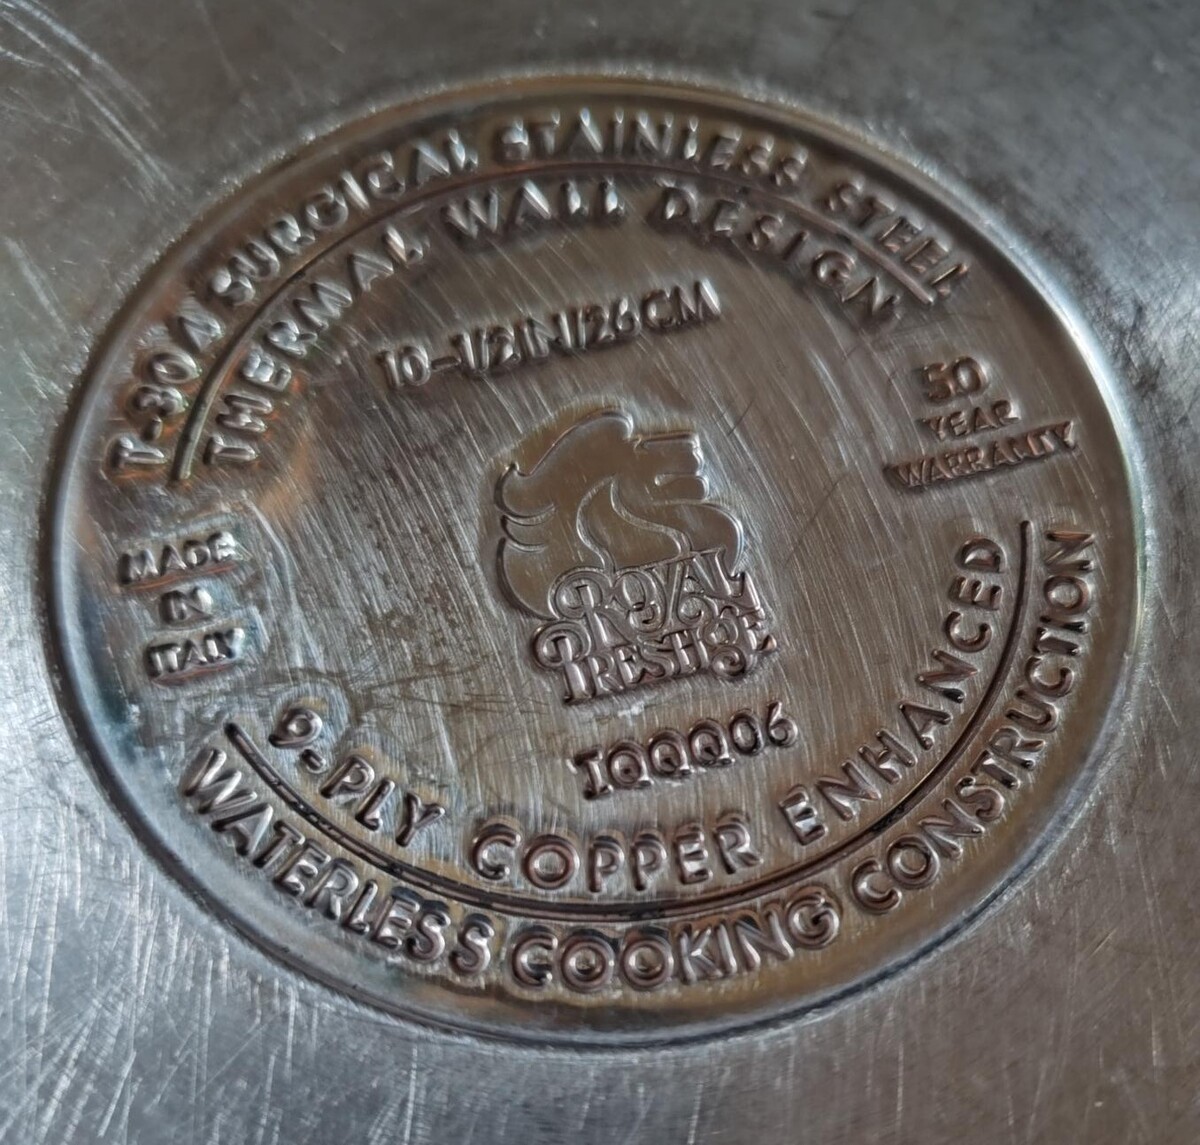 T-304 SURGICAL STAINLESS STEEL
THERMAL WALL DESIGN
10-1/2IN/26CM
50
YEAR
WARRANTY
MADE
IN
ITALY
ROYAL
PRESTIGE
IQQQ06
9-PLY COPPER ENHANCED
WATERLESS COOKING CONSTRUCTION